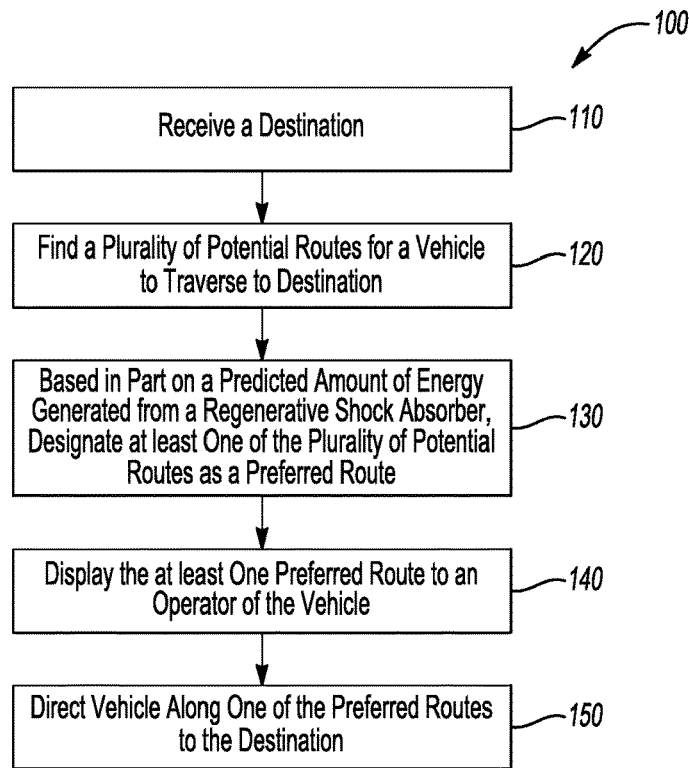 100
Receive a Destination
110
Find a Plurality of Potential Routes for a Vehicle
to Traverse to Destination
120
Based in Part on a Predicted Amount of Energy
Generated from a Regenerative Shock Absorber,
Designate at least One of the Plurality of Potential
Routes as a Preferred Route
130
Display the at least One Preferred Route to an
Operator of the Vehicle
140
Direct Vehicle Along One of the Preferred Routes
to the Destination
150